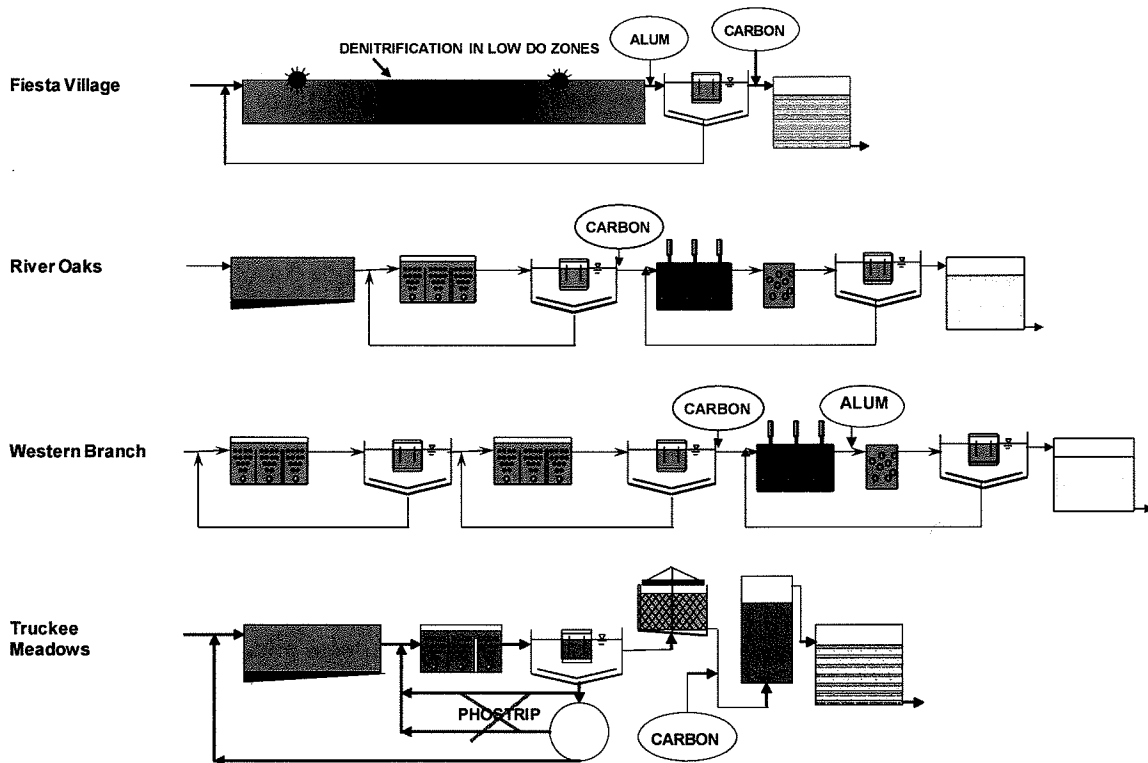 DENITRIFICATION IN LOW DO ZONES
ALUM
CARBON
Fiesta Village
CARBON
River Oaks
CARBON
ALUM
Western Branch
Truckee
Meadows
PHOSTRIP
CARBON